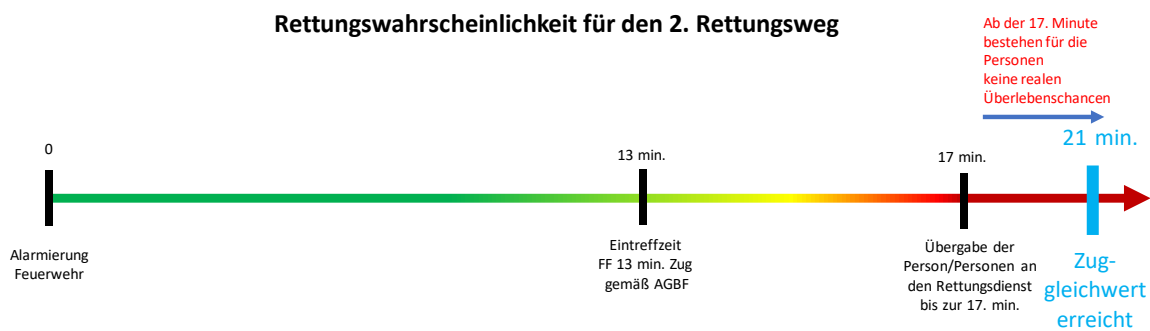 Rettungswahrscheinlichkeit für den 2. Rettungsweg
Ab der 17. Minute
bestehen für die
Personen
keine realen
Überlebenschancen
21 min.
0
13 min.
17 min.
Alarmierung
Feuerwehr
Eintreffzeit
FF 13 min. Zug
gemäß AGBF
Übergabe der
Person/Personen an
den Rettungsdienst
bis zur 17. min.
Zug-
gleichwert
erreicht